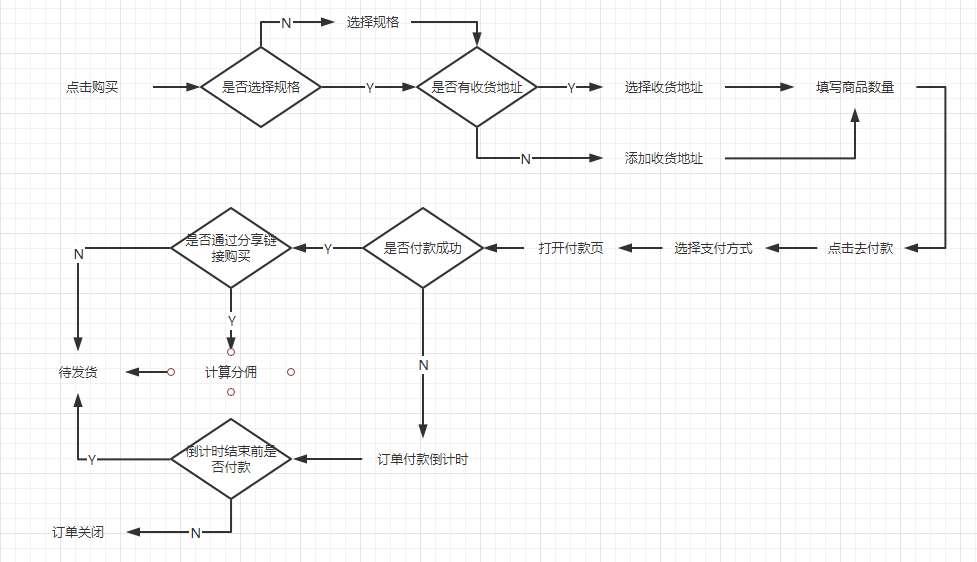 N
选择规格
点击购买
是否选择规格
Y
是否有收货地址
Y
选择收货地址
填写商品数量
N
添加收货地址
是否通过分享链
接购买
Y
是否付款成功
打开付款页
选择支付方式
点击去付款
N
Y
N
待发货
计算分佣
倒计时结束前是
否付款
Y
订单付款倒计时
订单关闭
N